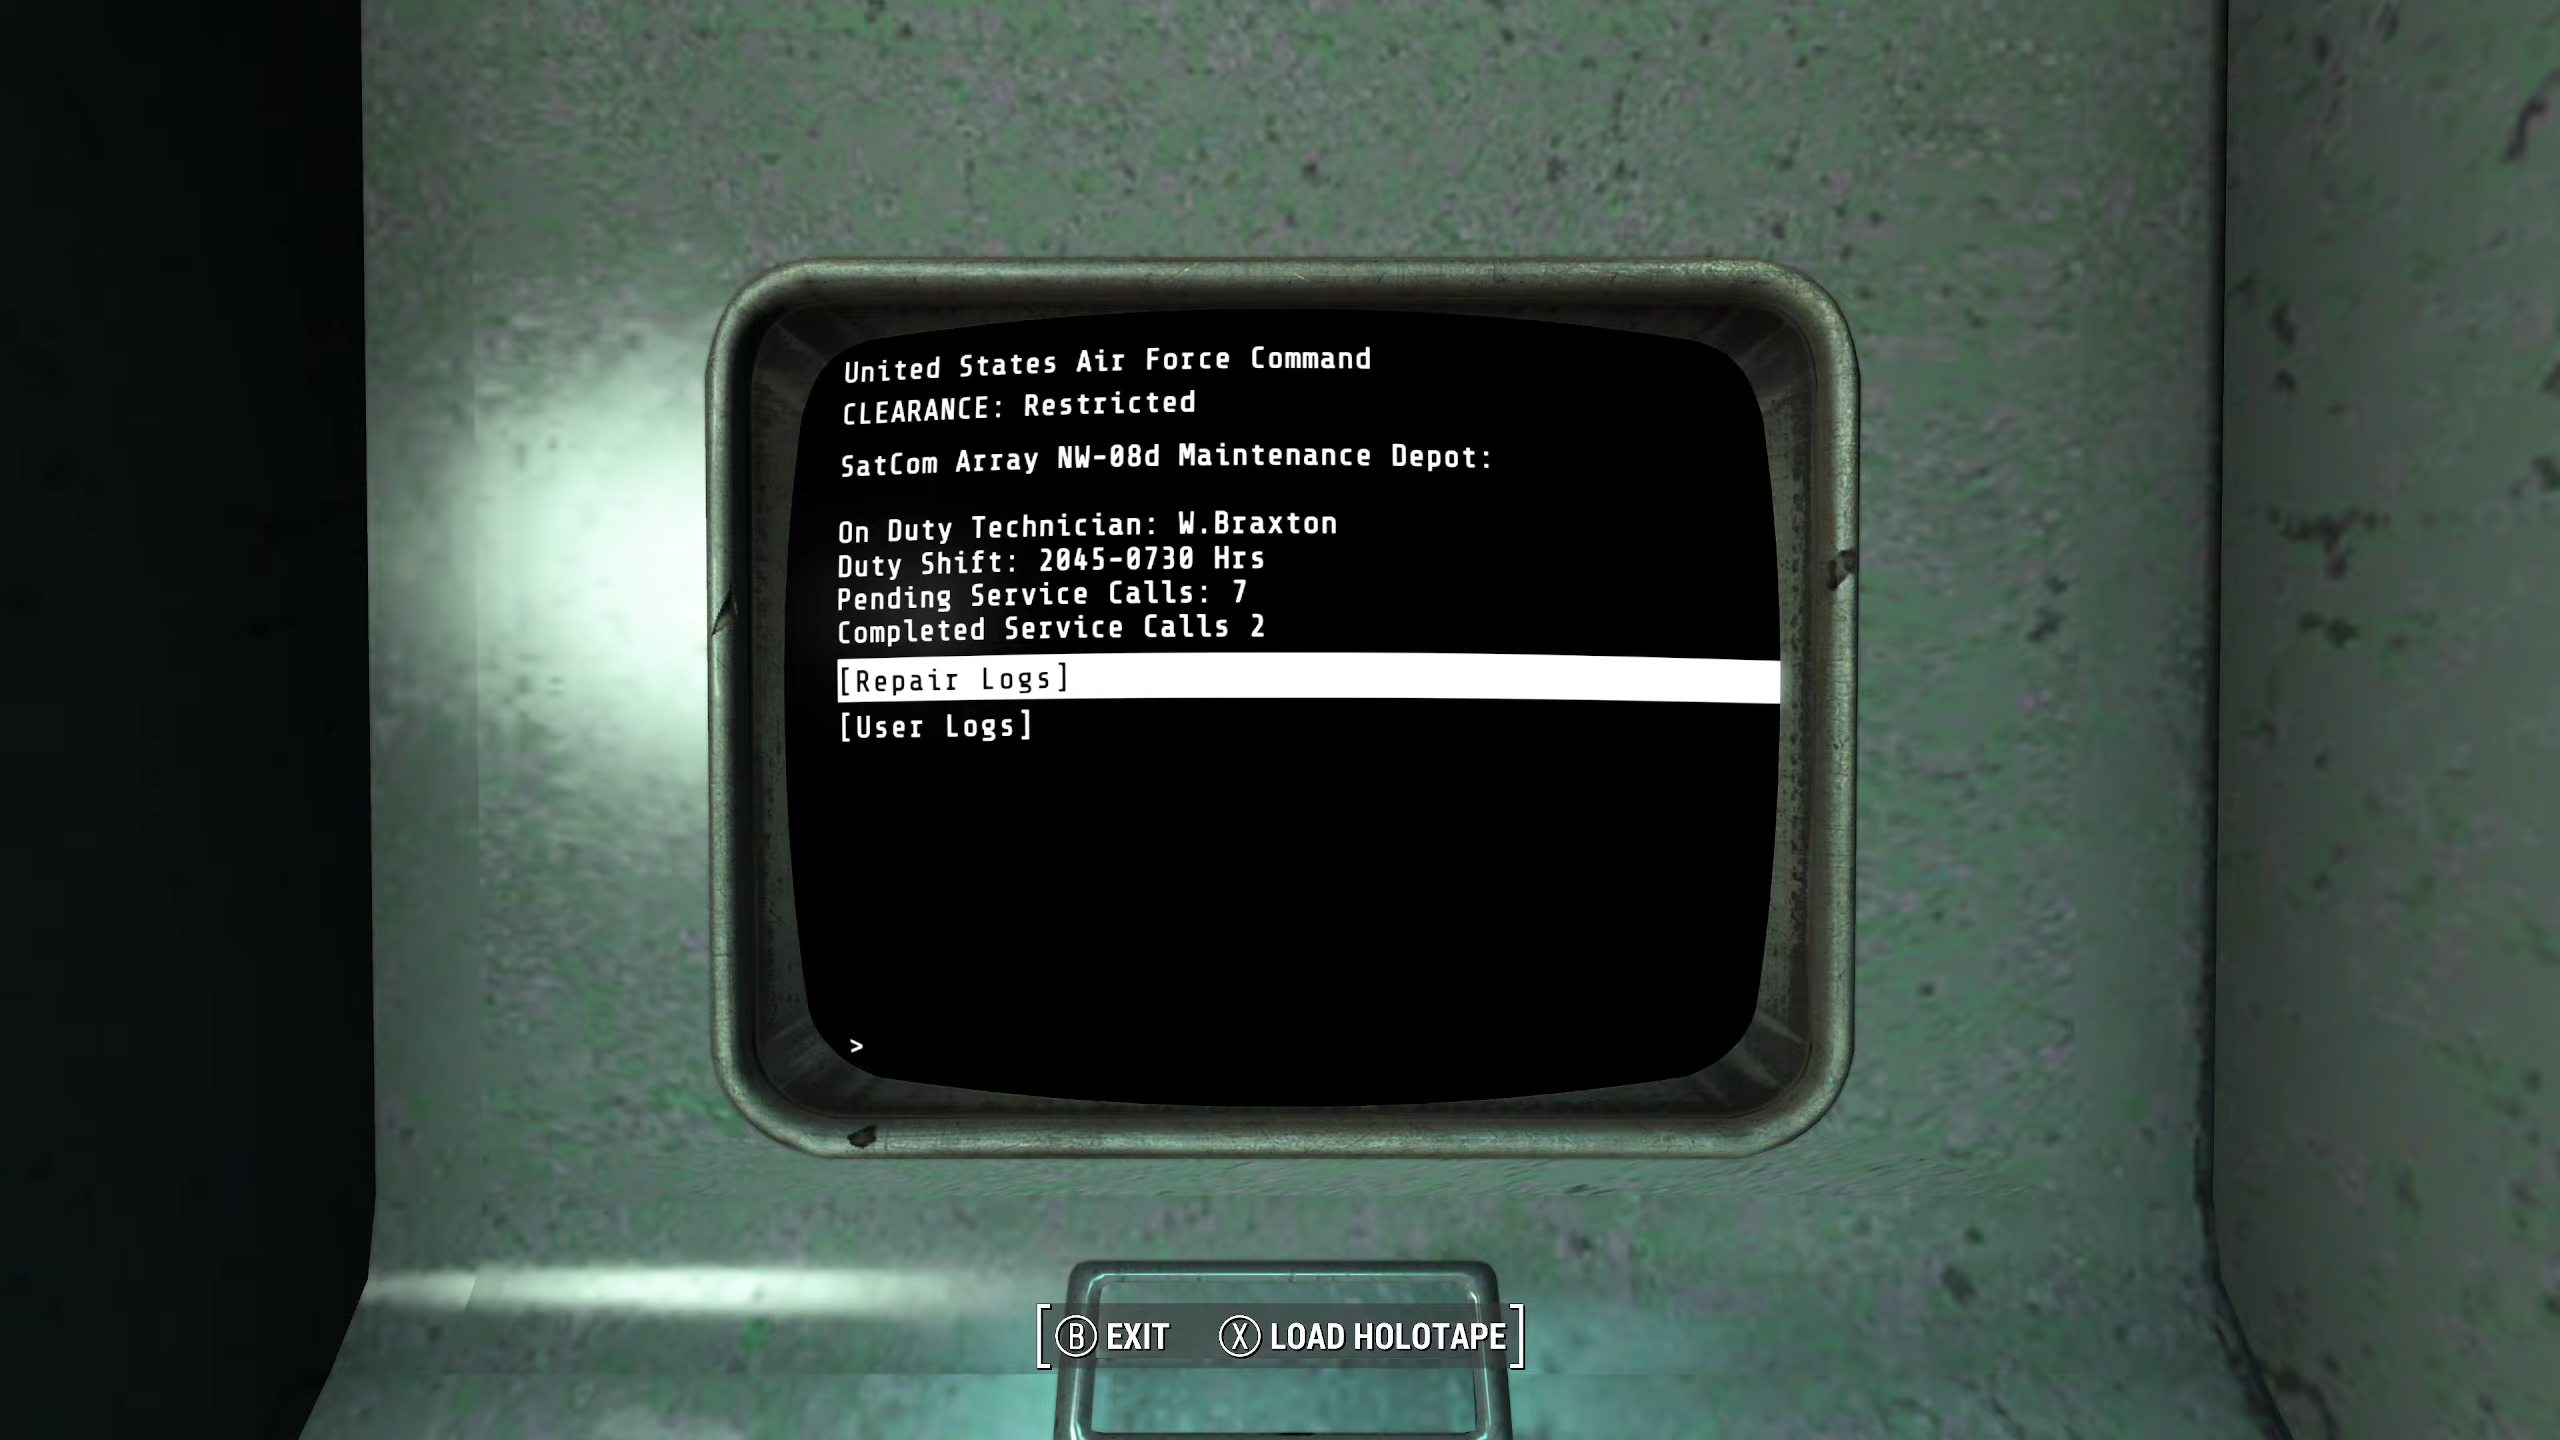 United States Air Force Command
CLEARANCE: Restricted
SatCom Array NW-08d Maintenance Depot:
On Duty Technician: W.Braxton
Duty Shift: 2045-0730 Hrs
Pending Service Calls: 7
Completed Service Calls 2
[Repair Logs]
[User Logs]
>
[Ⓑ EXIT Ⓧ LOAD HOLOTAPE]